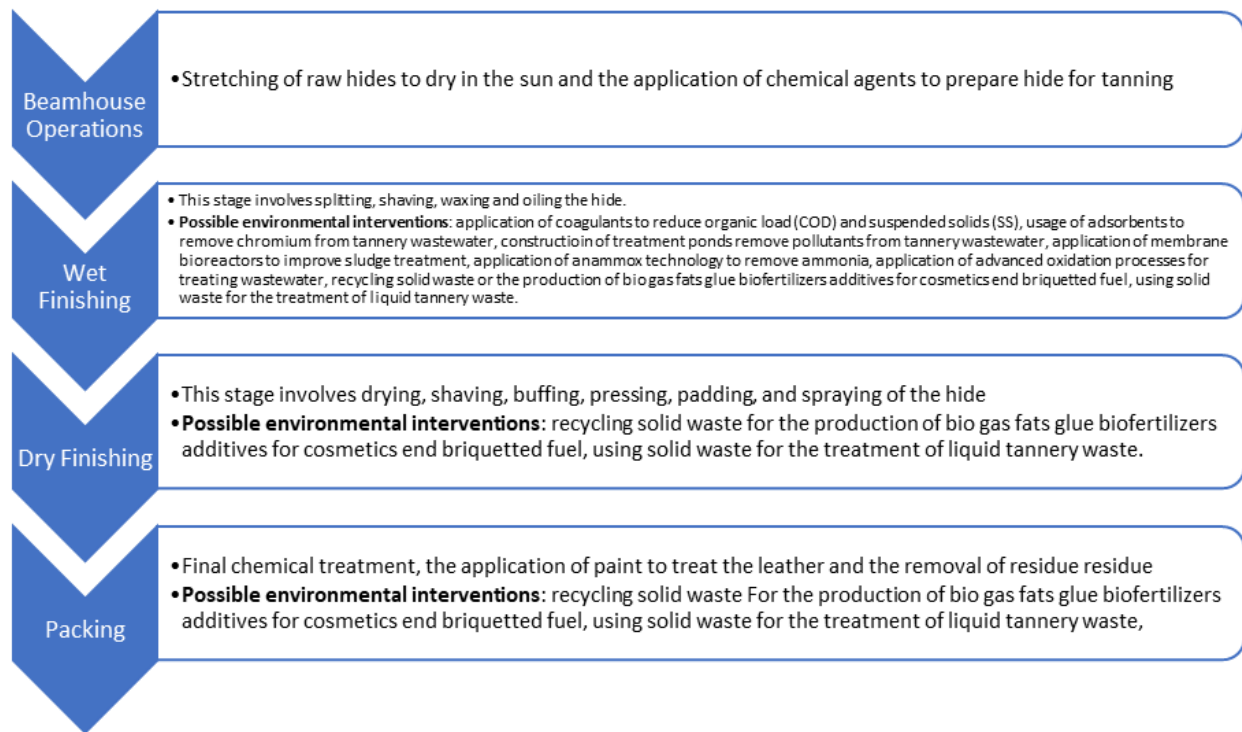 Beamhouse
Operations
•Stretching of raw hides to dry in the sun and the application of chemical agents to prepare hide for tanning
Wet
Finishing
• This stage involves splitting, shaving, waxing and oiling the hide.
• Possible environmental interventions: application of coagulants to reduce organic load (COD) and suspended solids (SS), usage of adsorbents to
remove chromium from tannery wastewater, constructioin of treatment ponds remove pollutants from tannery wastewater, application of membrane
bioreactors to improve sludge treatment, application of anammox technology to remove ammonia, application of advanced oxidation processes for
treating wastewater, recycling solid waste or the production of bio gas fats glue biofertilizers additives for cosmetics end briquetted fuel, using solid
waste for the treatment of liquid tannery waste.
Dry Finishing
•This stage involves drying, shaving, buffing, pressing, padding, and spraying of the hide
•Possible environmental interventions: recycling solid waste for the production of bio gas fats glue biofertilizers
additives for cosmetics end briquetted fuel, using solid waste for the treatment of liquid tannery waste.
Packing
•Final chemical treatment, the application of paint to treat the leather and the removal of residue residue
•Possible environmental interventions: recycling solid waste For the production of bio gas fats glue biofertilizers
additives for cosmetics end briquetted fuel, using solid waste for the treatment of liquid tannery waste,